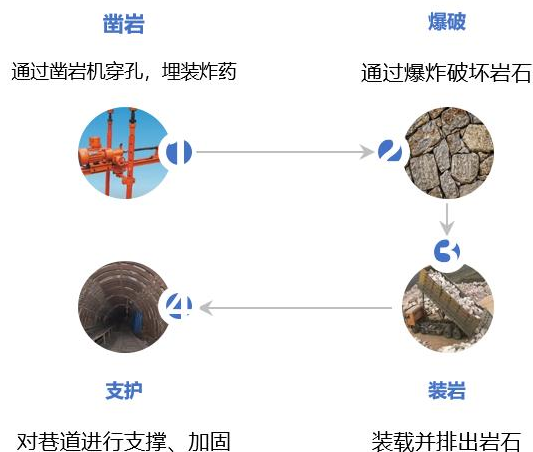 凿岩
爆破
通过凿岩机穿孔，埋装炸药
通过爆炸破坏岩石
1
2
3
4
支护
装岩
对巷道进行支撑、加固
装载并排出岩石